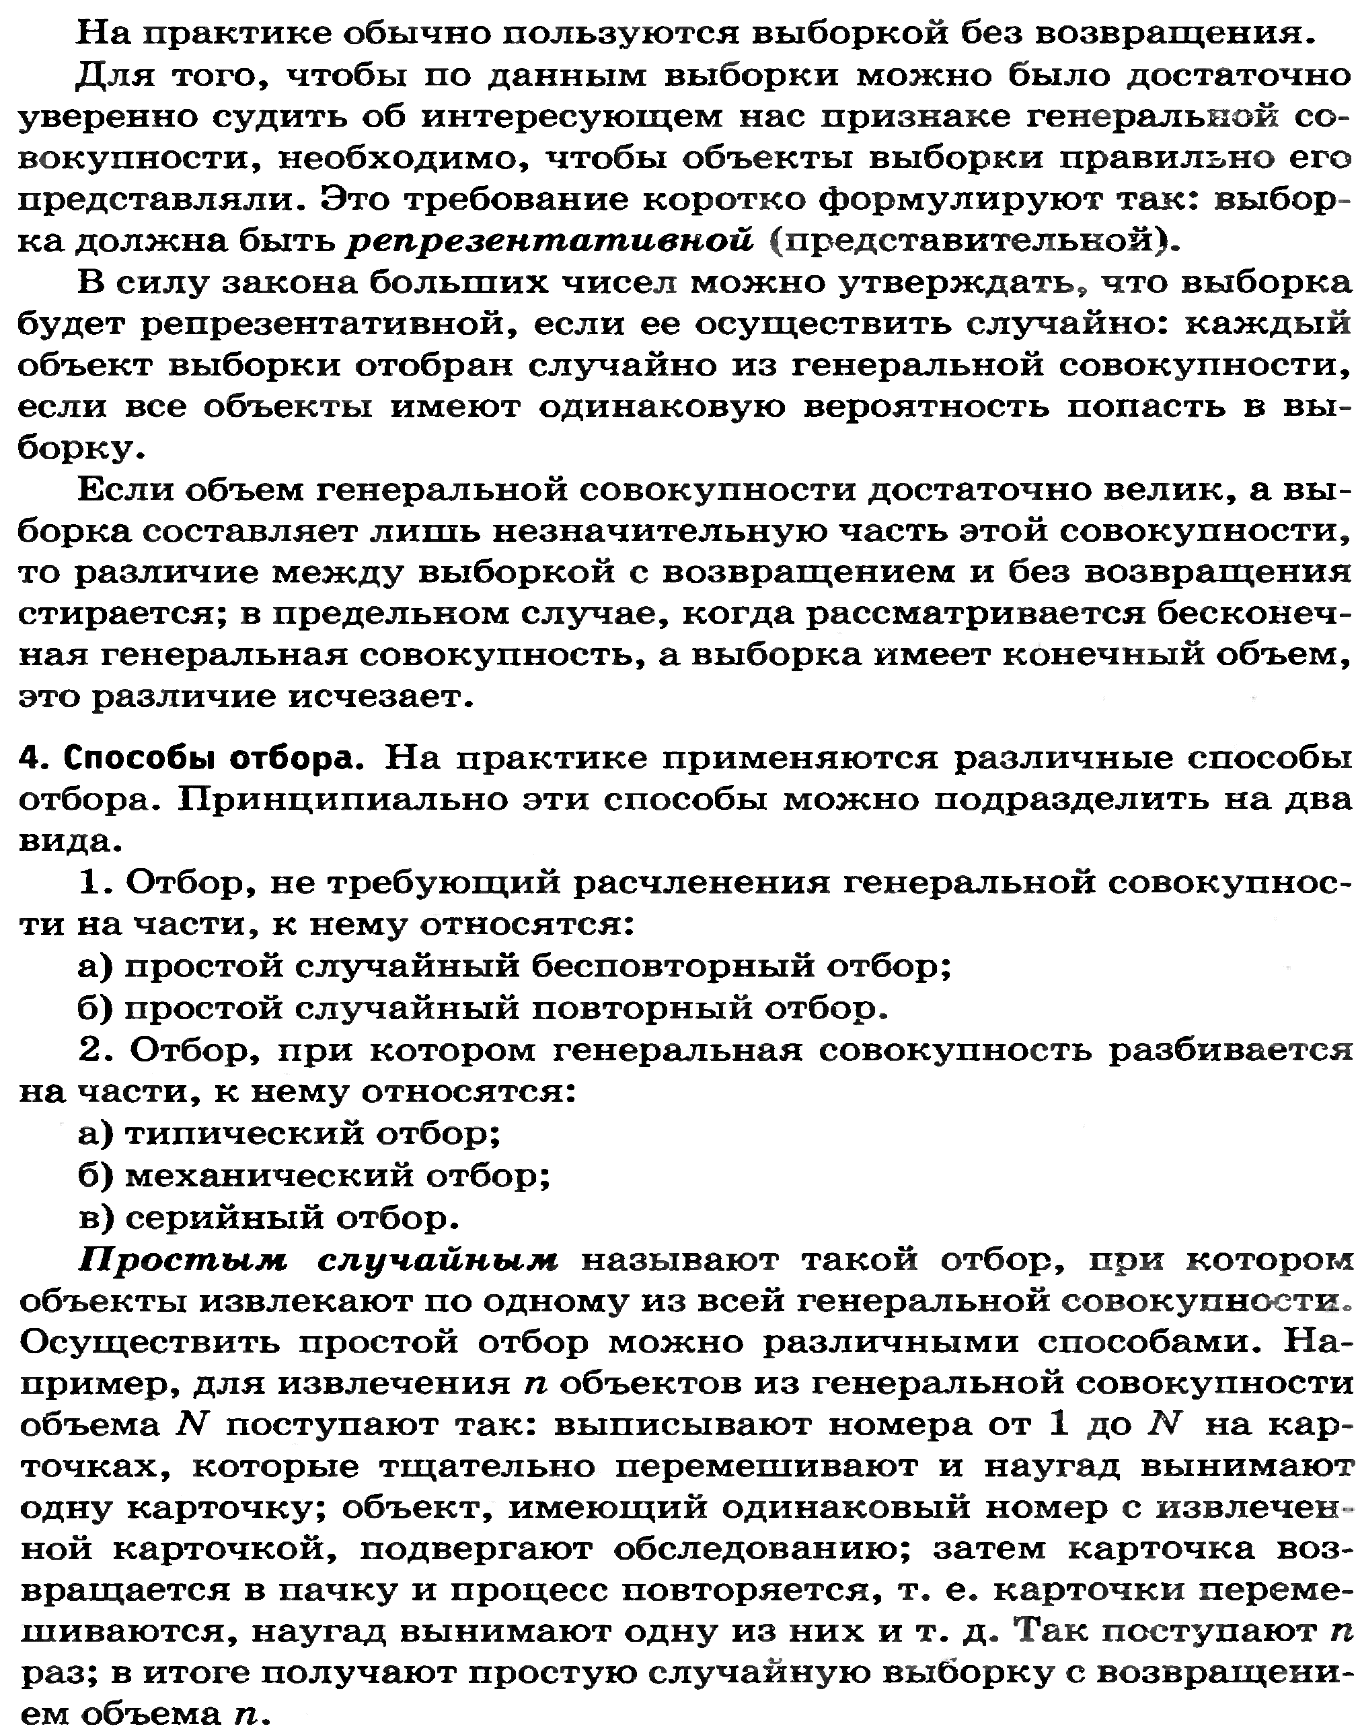 На практике обычно пользуются выборкой без возвращения.
Для того, чтобы по данным выборки можно было достаточно
уверенно судить об интересующем нас признаке генеральной со-
вокупности, необходимо, чтобы объекты выборки правильно его
представляли. Это требование коротко формулируют так: выбор-
ка должна быть репрезентативной (представительной).
В силу закона больших чисел можно утверждать, что выборка
будет репрезентативной, если ее осуществить случайно: каждый
объект выборки отобран случайно из генеральной совокупности,
если все объекты имеют одинаковую вероятность попасть в вы-
борку.
Если объем генеральной совокупности достаточно велик, а вы-
борка составляет лишь незначительную часть этой совокупности,
то различие между выборкой с возвращением и без возвращения
стирается; в предельном случае, когда рассматривается бесконеч-
ная генеральная совокупность, а выборка имеет конечный объем,
это различие исчезает.
4. Способы отбора. На практике применяются различные способы
отбора. Принципиально эти способы можно подразделить на два
вида.
1. Отбор, не требующий расчленения генеральной совокупнос-
ти на части, к нему относятся:
а) простой случайный бесповторный отбор;
б) простой случайный повторный отбор.
2. Отбор, при котором генеральная совокупность разбивается
на части, к нему относятся:
а) типический отбор;
б) механический отбор;
в) серийный отбор.
Простым случайным называют такой отбор, при котором
объекты извлекают по одному из всей генеральной совокупности.
Осуществить простой отбор можно различными способами. На-
пример, для извлечения n объектов из генеральной совокупности
объема N поступают так: выписывают номера от 1 до N на кар-
точках, которые тщательно перемешивают и наугад вынимают
одну карточку; объект, имеющий одинаковый номер с извлечен-
ной карточкой, подвергают обследованию; затем карточка воз-
вращается в пачку и процесс повторяется, т. е. карточки переме-
шиваются, наугад вынимают одну из них и т. д. Так поступают n
раз; в итоге получают простую случайную выборку с возвращени-
ем объема n.